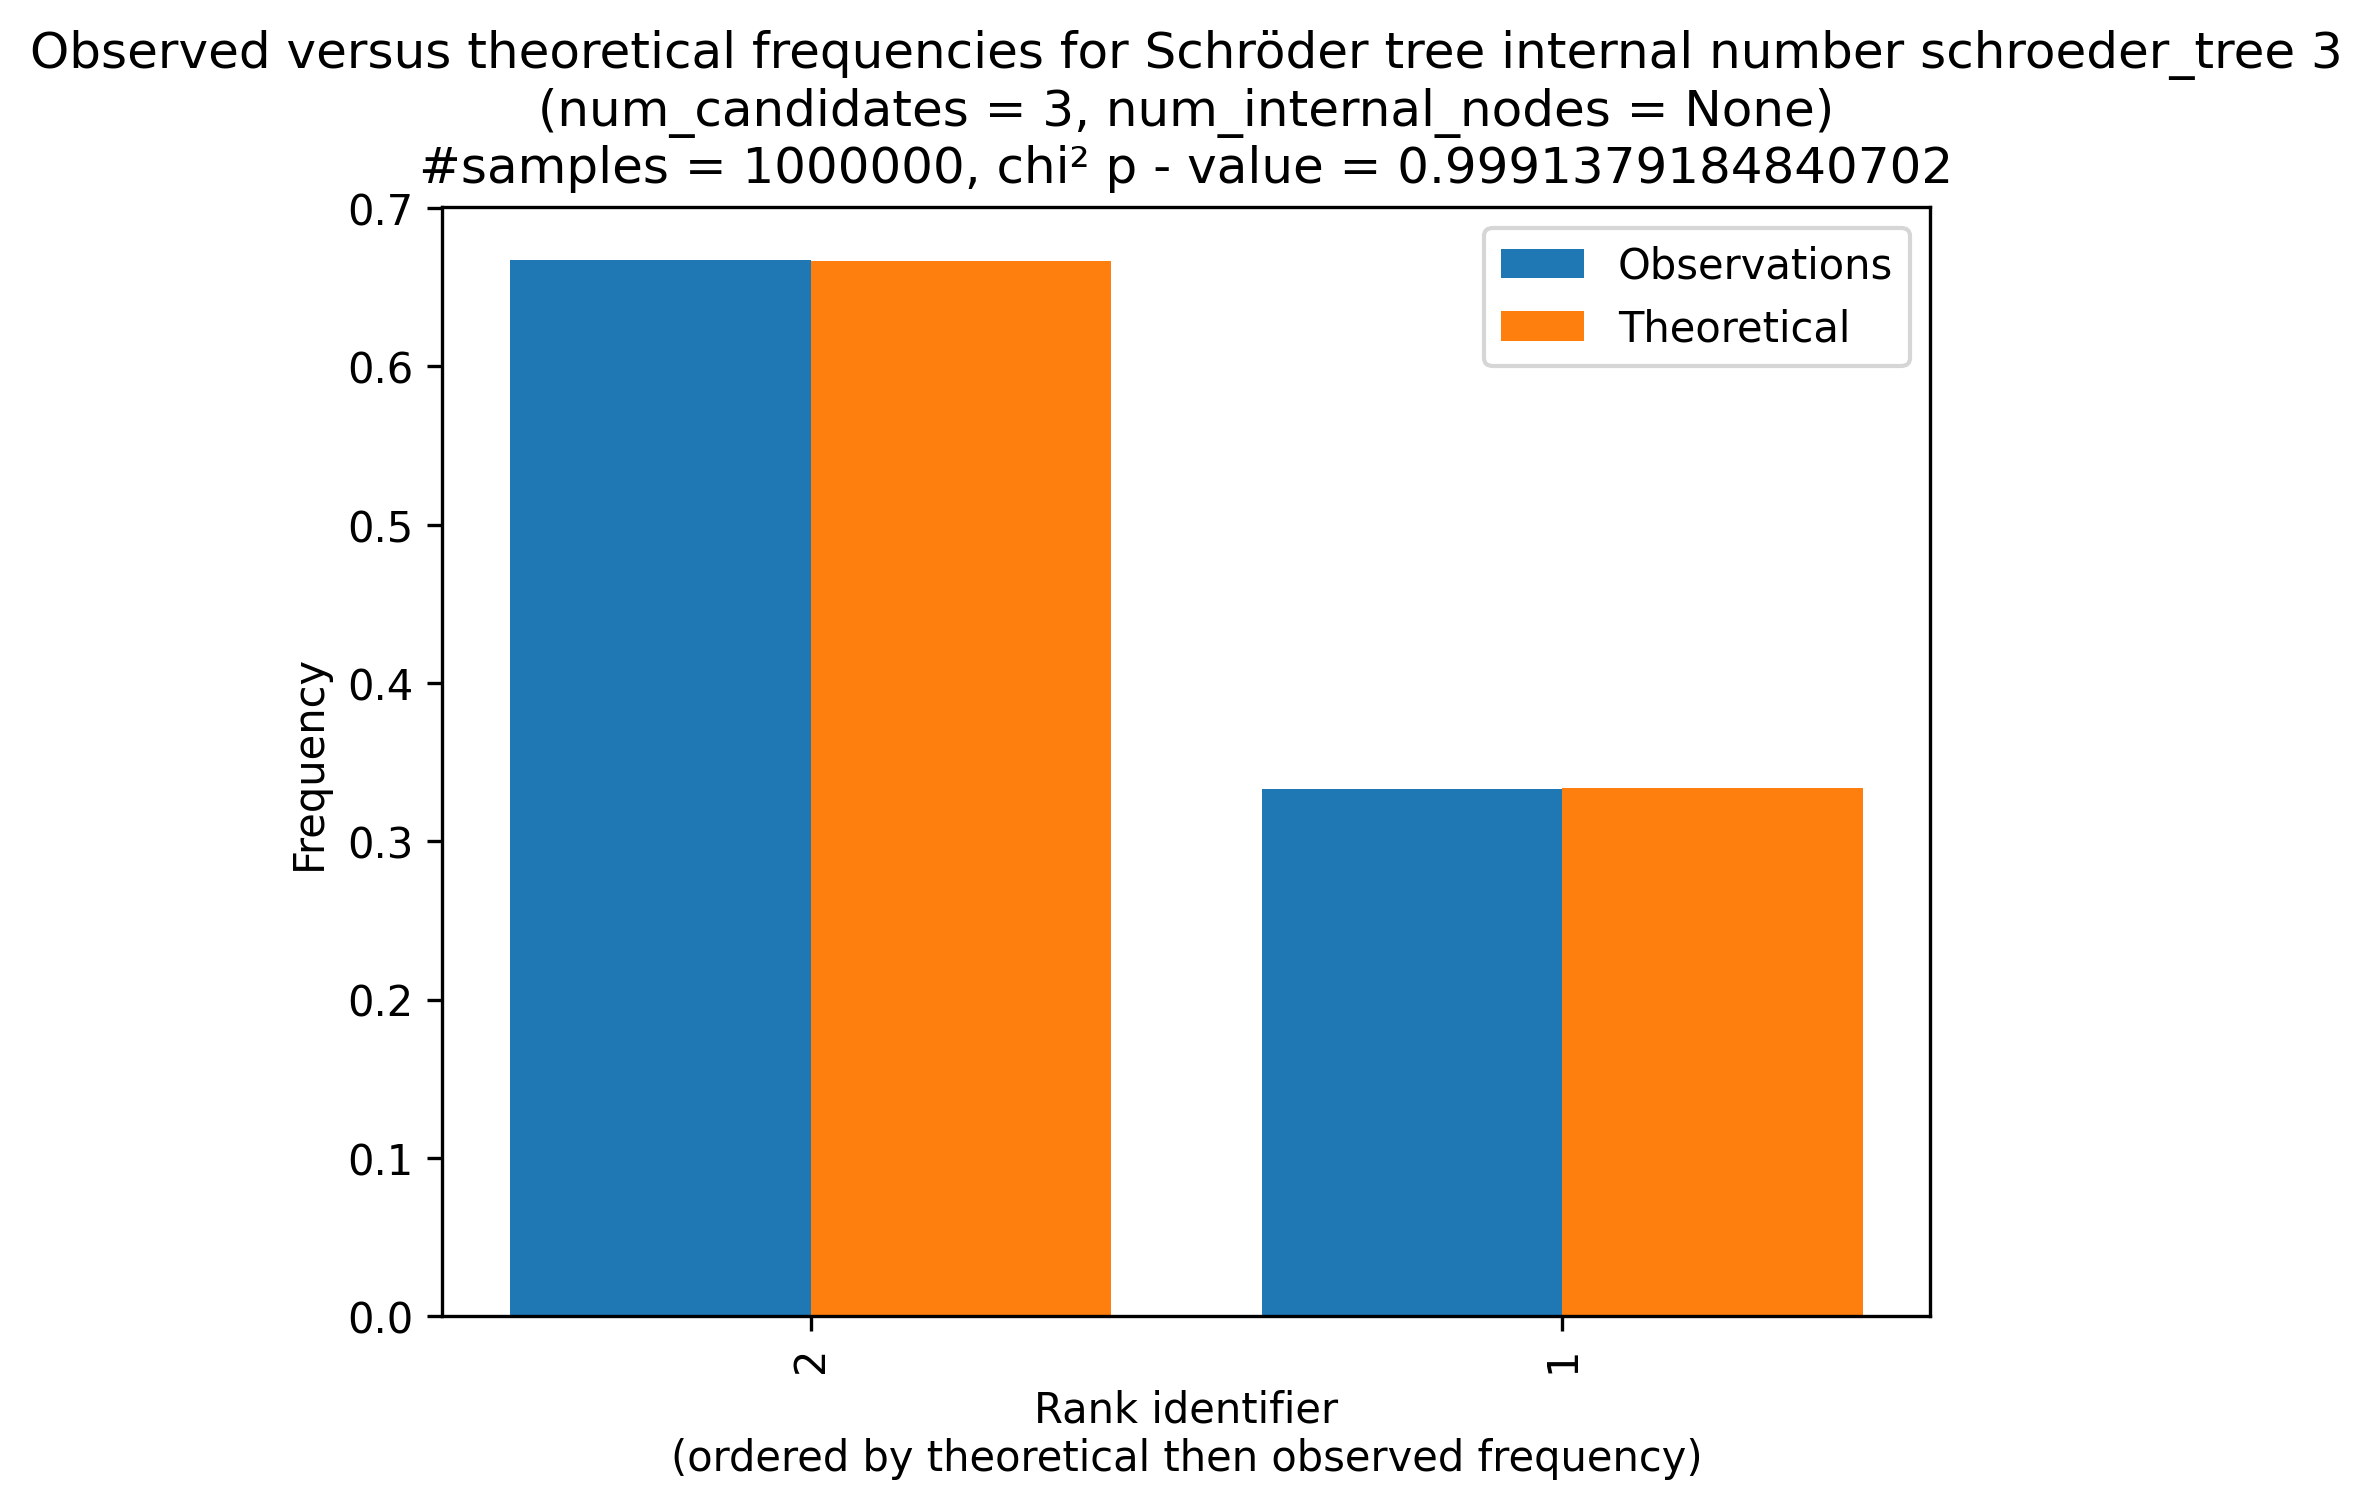 Observed versus theoretical frequencies for Schröder tree internal number schroeder_tree 3
(num_candidates = 3, num_internal_nodes = None)
#samples = 1000000, chi² p - value = 0.9991379184840702
0.7
0.6
0.5
0.4
0.3
0.2
0.1
0.0
Frequency
Observations
Theoretical
2
1
Rank identifier
(ordered by theoretical then observed frequency)